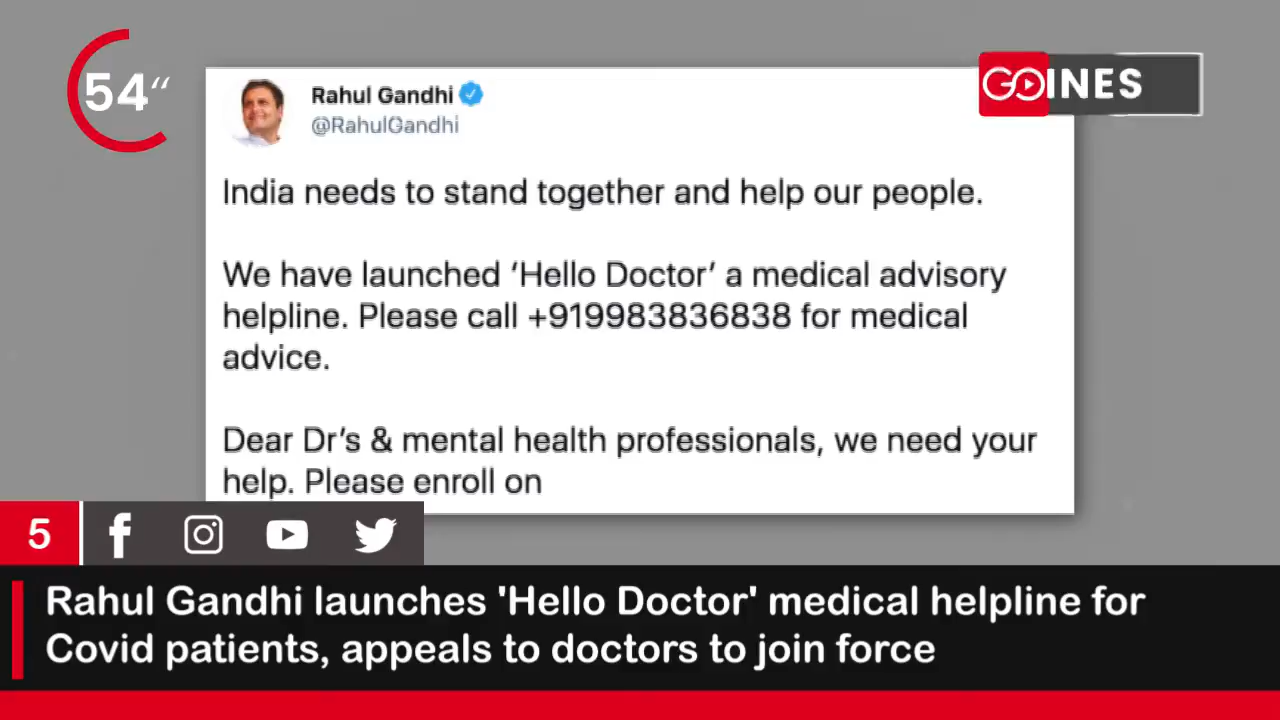 54“
GOINES
Rahul Gandhi
@RahulGandhi
India needs to stand together and help our people.
We have launched ‘Hello Doctor’ a medical advisory
helpline. Please call +919983836838 for medical
advice.
Dear Dr’s & mental health professionals, we need your
help. Please enroll on
5
Rahul Gandhi launches 'Hello Doctor' medical helpline for
Covid patients, appeals to doctors to join force